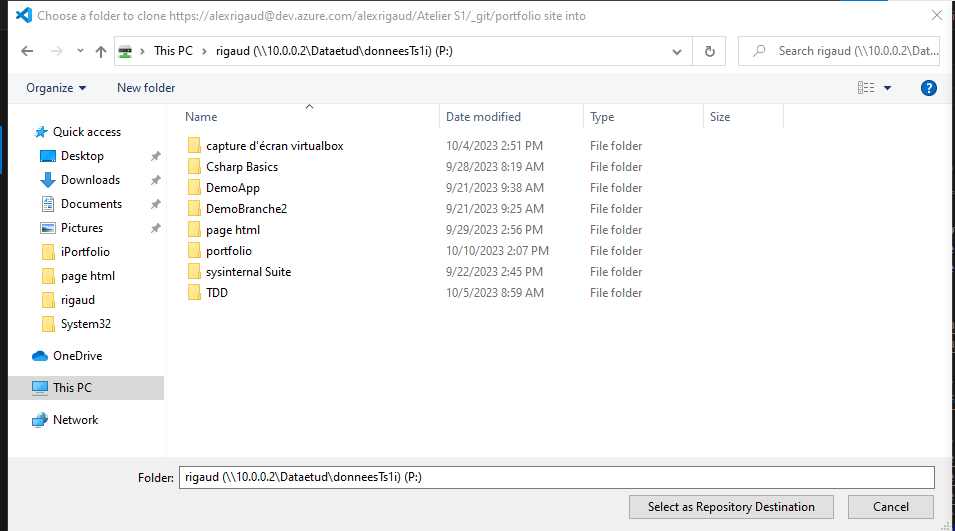 Choose a folder to clone https://alexrigaud@dev.azure.com/alexrigaud/Atelier S1/_git/portfolio site into
This PC > rigaud (\\10.0.0.2\Dataetud\donneesTs1i) (P:)
Search rigaud (\\10.0.0.2\Dat...
Organize
New folder
Name
Date modified
Type
Size
Quick access
Desktop
Downloads
Documents
Pictures
iPortfolio
page html
rigaud
System32
OneDrive
This PC
Network
capture d'écran virtualbox 10/4/2023 2:51 PM File folder
Csharp Basics 9/28/2023 8:19 AM File folder
DemoApp 9/21/2023 9:38 AM File folder
DemoBranche2 9/21/2023 9:25 AM File folder
page html 9/29/2023 2:56 PM File folder
portfolio 10/10/2023 2:07 PM File folder
sysinternal Suite 9/22/2023 2:45 PM File folder
TDD 10/5/2023 8:59 AM File folder
Folder: rigaud (\\10.0.0.2\Dataetud\donneesTs1i) (P:)
Select as Repository Destination
Cancel